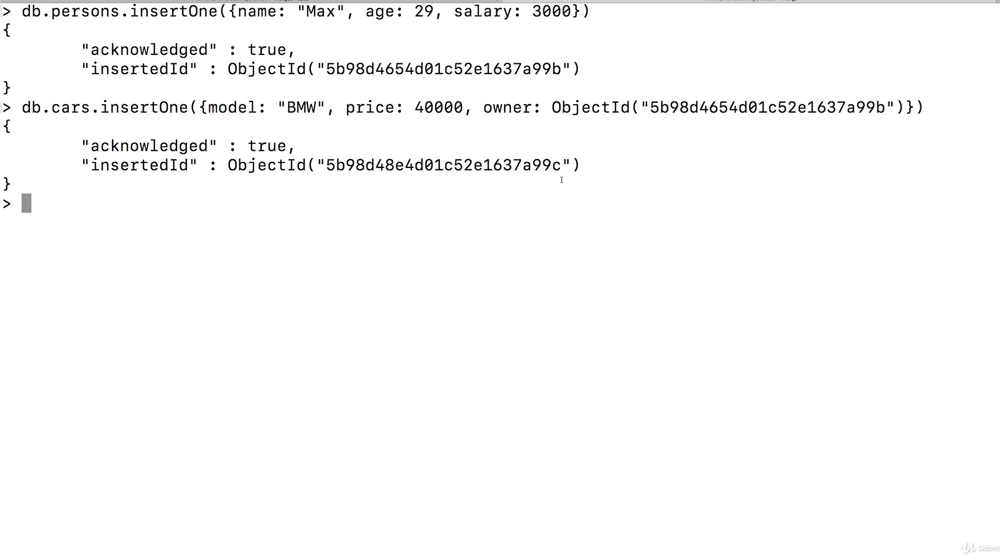 > db.persons.insertOne({name: "Max", age: 29, salary: 3000})
{
"acknowledged" : true,
"insertedId" : ObjectId("5b98d4654d01c52e1637a99b")
}
> db.cars.insertOne({model: "BMW", price: 40000, owner: ObjectId("5b98d4654d01c52e1637a99b")})
{
"acknowledged" : true,
"insertedId" : ObjectId("5b98d48e4d01c52e1637a99c")
}
>
Udemy